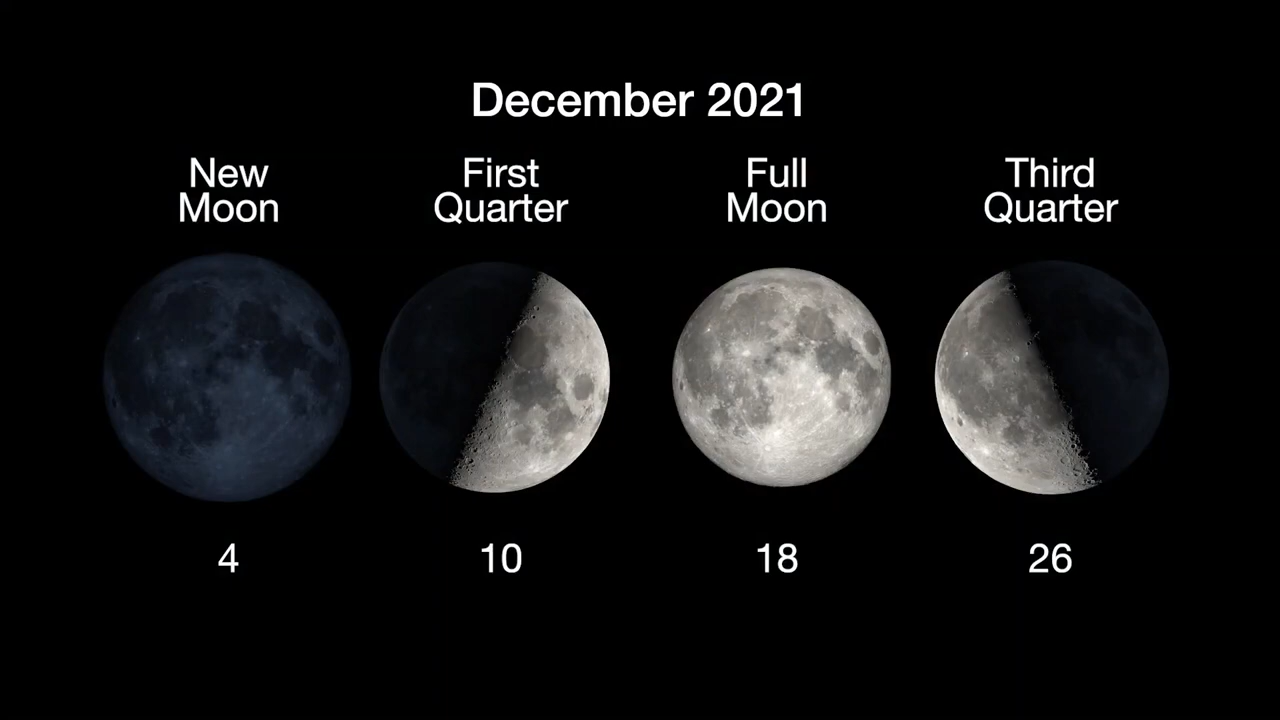 December 2021
New
Moon
First
Quarter
Full
Moon
Third
Quarter
4
10
18
26